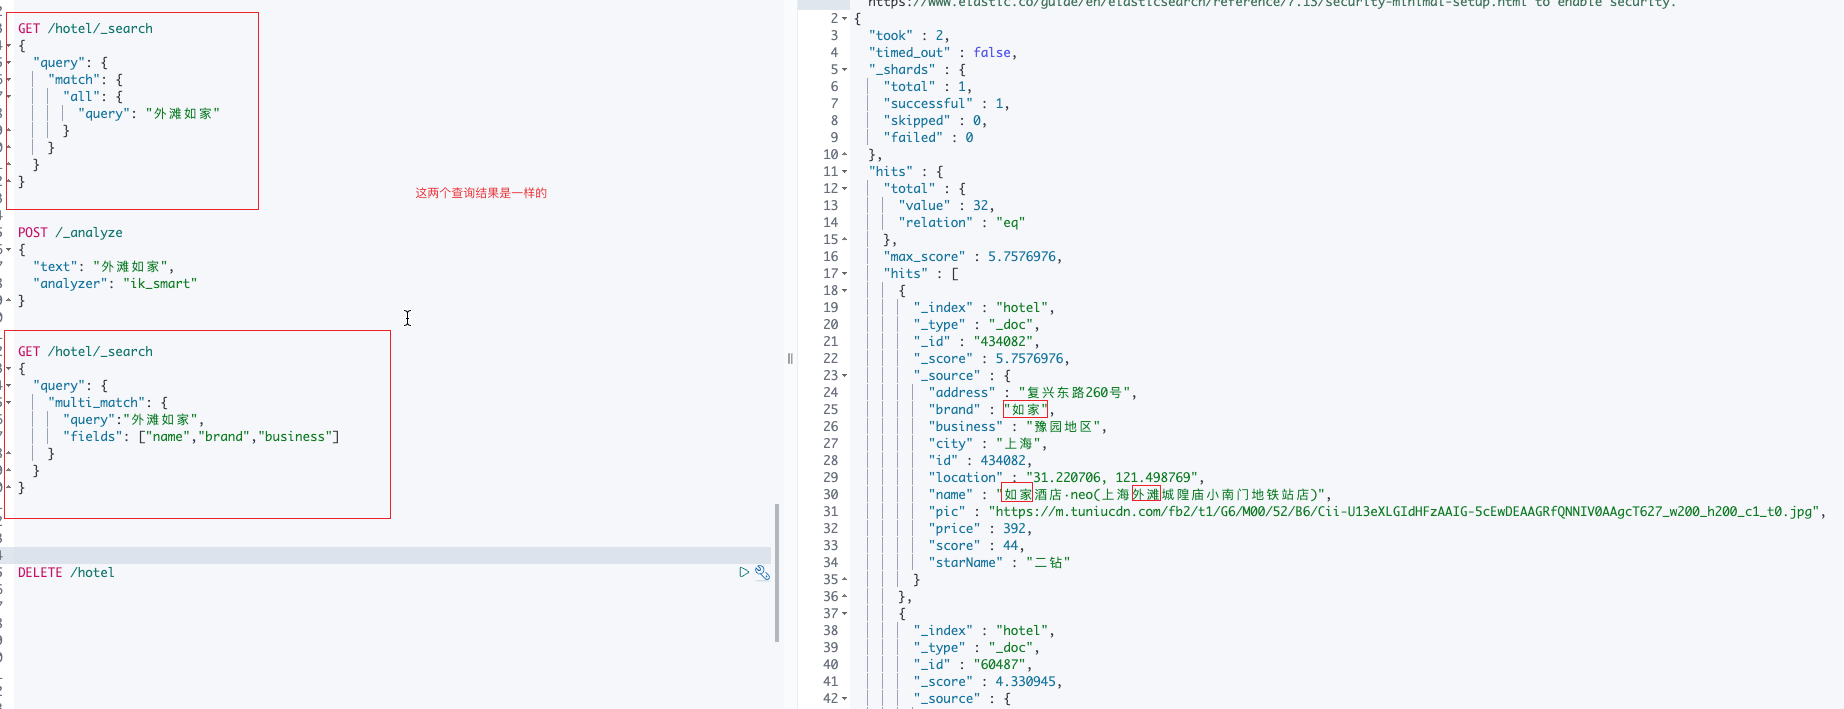 GET /hotel/_search
{
"query": {
"match": {
"all": {
"query": "外滩如家"
}
}
}
}
这两个查询结果是一样的
POST /_analyze
{
"text": "外滩如家",
"analyzer": "ik_smart"
}
GET /hotel/_search
{
"query": {
"multi_match": {
"query":"外滩如家",
"fields": ["name","brand","business"]
}
}
}
DELETE /hotel
https://www.elastic.co/guide/en/elasticsearch/reference/7.13/security-minimal-setup.html to enable security.
2 {
3 "took" : 2,
4 "timed_out" : false,
5 "_shards" : {
6 "total" : 1,
7 "successful" : 1,
8 "skipped" : 0,
9 "failed" : 0
10 },
11 "hits" : {
12 "total" : {
13 "value" : 32,
14 "relation" : "eq"
15 },
16 "max_score" : 5.7576976,
17 "hits" : [
18 {
19 "_index" : "hotel",
20 "_type" : "_doc",
21 "_id" : "434082",
22 "_score" : 5.7576976,
23 "_source" : {
24 "address" : "复兴东路260号",
25 "brand" : "如家",
26 "business" : "豫园地区",
27 "city" : "上海",
28 "id" : 434082,
29 "location" : "31.220706, 121.498769",
30 "name" : "如家酒店·neo(上海外滩城隍庙小南门地铁站店)",
31 "pic" : "https://m.tuniucdn.com/fb2/t1/G6/M00/52/B6/Cii-U13eXLGIdHFzAAIG-5cEwDEAAGRfQNNIV0AAgcT627_w200_h200_c1_t0.jpg",
32 "price" : 392,
33 "score" : 44,
34 "starName" : "二钻"
35 }
36 },
37 {
38 "_index" : "hotel",
39 "_type" : "_doc",
40 "_id" : "60487",
41 "_score" : 4.330945,
42 "_source" : {